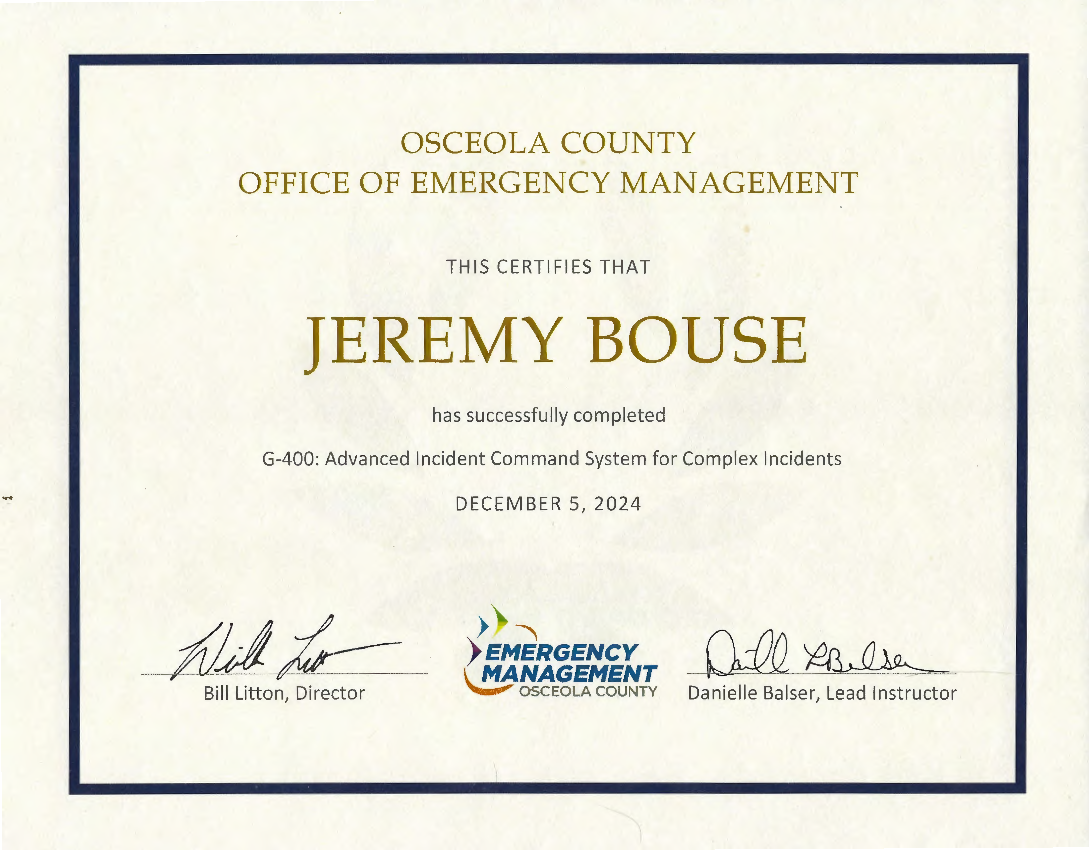 OSCEOLA COUNTY
OFFICE OF EMERGENCY MANAGEMENT
THIS CERTIFIES THAT
JEREMY BOUSE
has successfully completed
G-400: Advanced Incident Command System for Complex Incidents
DECEMBER 5, 2024
EMERGENCY
MANAGEMENT
OSCEOLA COUNTY
Bill Litton, Director
Danielle Balser, Lead Instructor